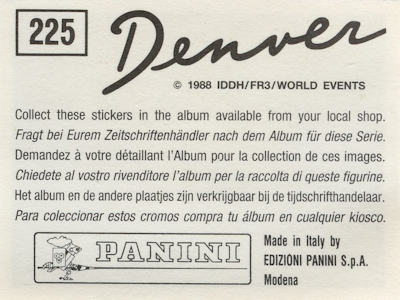 225 Denver
© 1988 IDDH/FR3/WORLD EVENTS
Collect these stickers in the album available from your local shop.
Fragt bei Eurem Zeitschriftenhändler nach dem Album für diese Serie.
Demandez à votre détaillant l'Album pour la collection de ces images.
Chiedete al vostro rivenditore l'album per la raccolta di queste figurine.
Het album en de andere plaatjes zijn verkrijgbaar bij de tijdschrifthandelaar.
Para coleccionar estos cromos compra tu álbum en cualquier kiosco.
PANINI
Made in Italy by
EDIZIONI PANINI S.p.A.
Modena